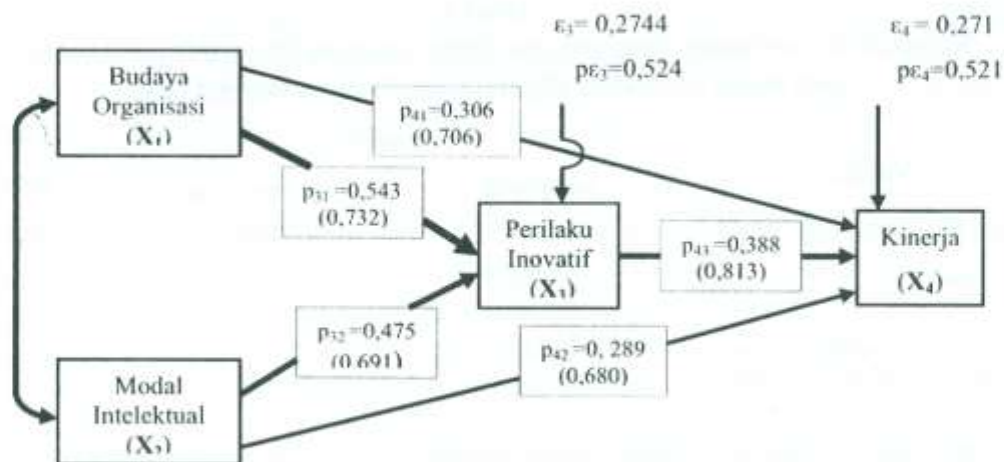 ε₃= 0,2744
pε₃=0,524
ε₄ = 0,271
pε₄=0,521
Budaya
Organisasi
(X₁)
p₄₁=0,306
(0,706)
p₃₁=0,543
(0,732)
Perilaku
Inovatif
(X₃)
p₄₃=0,388
(0,813)
Kinerja
(X₄)
p₃₂=0,475
(0,691)
p₄₂=0, 289
(0,680)
Modal
Intelektual
(X₂)